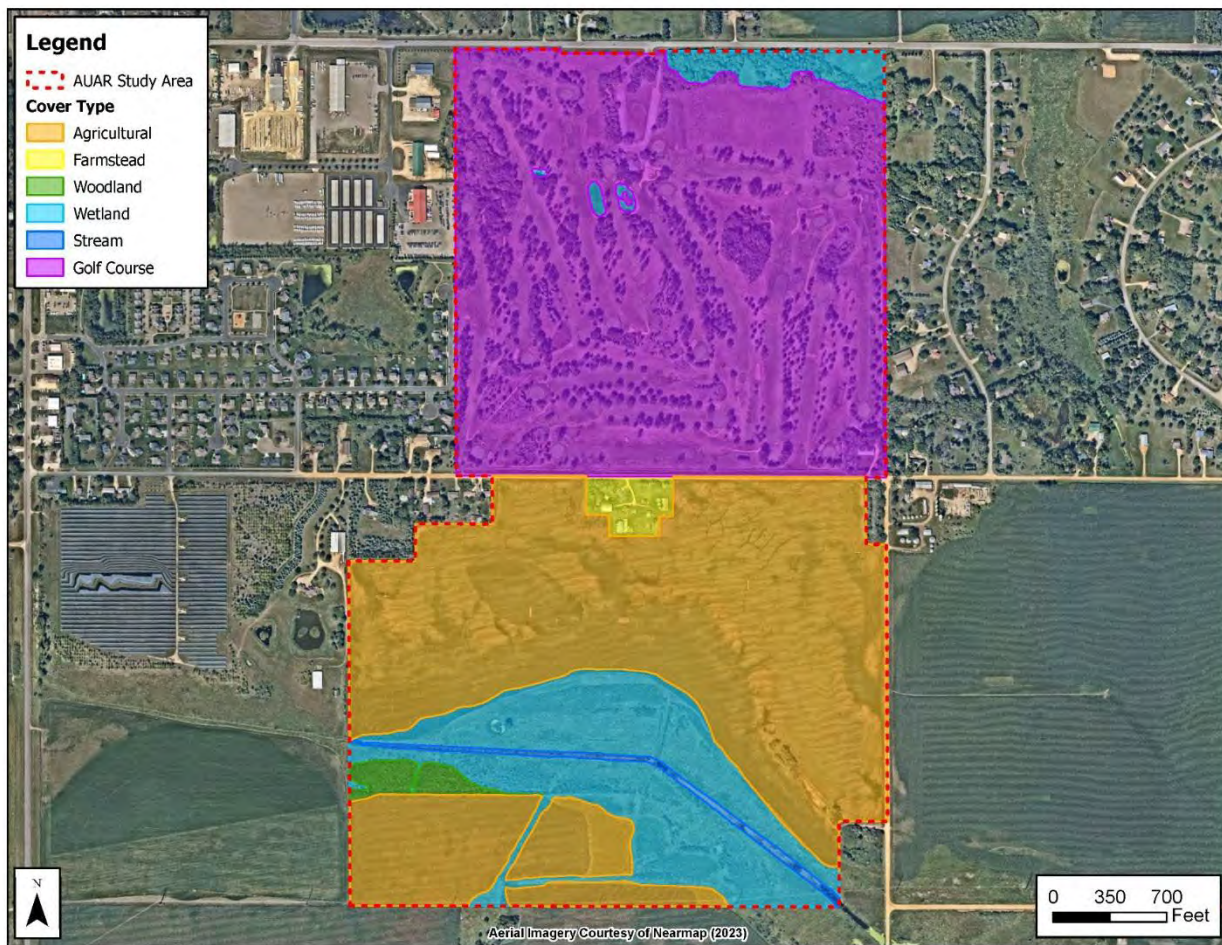 Legend
AUAR Study Area
Cover Type
Agricultural
Farmstead
Woodland
Wetland
Stream
Golf Course
N
0 350 700
Feet
Aerial Imagery Courtesy of Nearmap (2023)